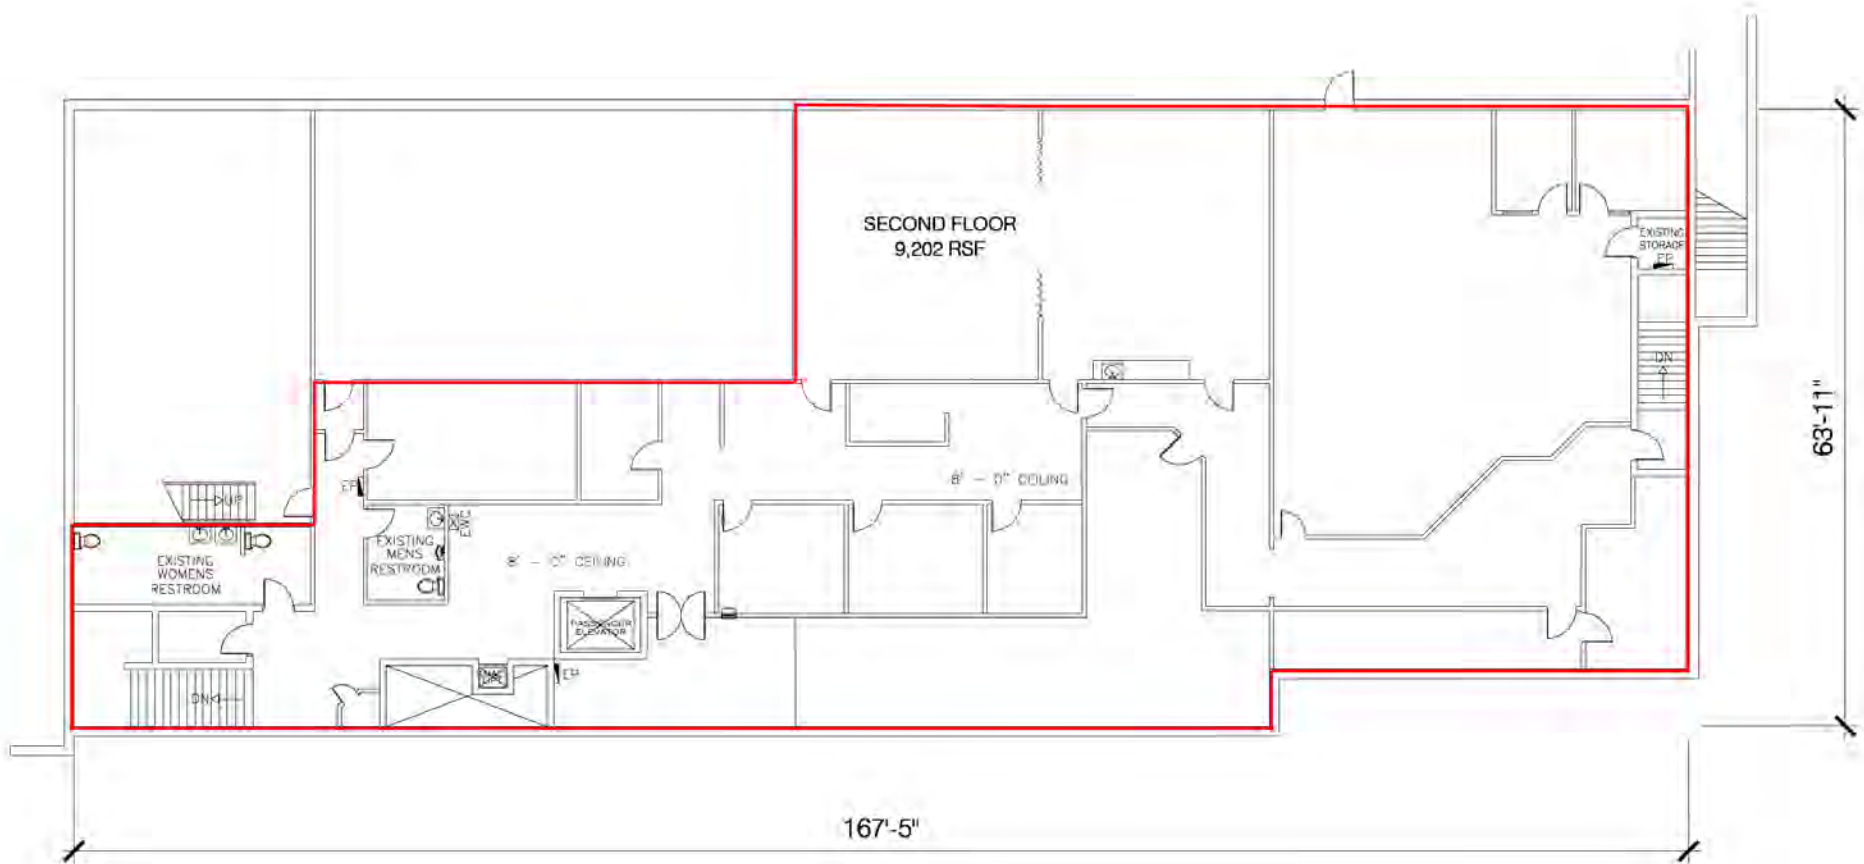 SECOND FLOOR
9,202 RSF
EXISTING
STORAGE
EP
DN
63'-11"
8' - 0" CEILING
UP
EP
EWC
EXISTING
MENS
RESTROOM
8' - 0" CEILING
EXISTING
WOMENS
RESTROOM
PASSENGER
ELEVATOR
EP
DN
167'-5"